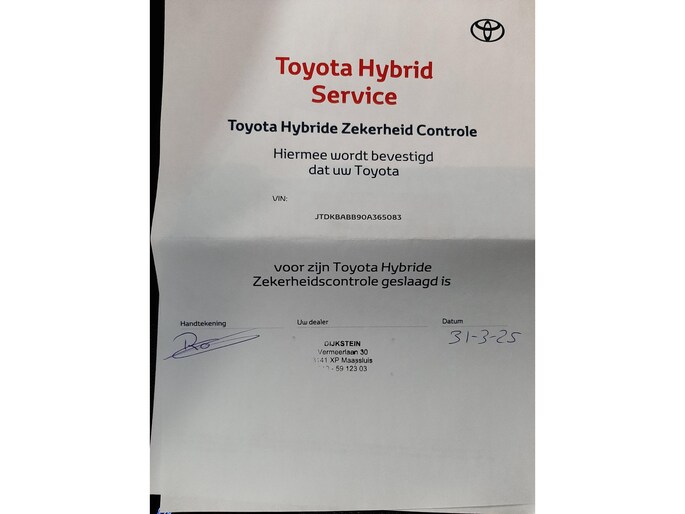 Toyota Hybrid
Service
Toyota Hybride Zekerheid Controle
Hiermee wordt bevestigd
dat uw Toyota
VIN:
JTDKBABB90A365083
voor zijn Toyota Hybride
Zekerheidscontrole geslaagd is
Handtekening
Uw dealer
Datum
DIJKSTEIN
Vermeerlaan 30
XP Maassluis
59 123 03
31-3-25